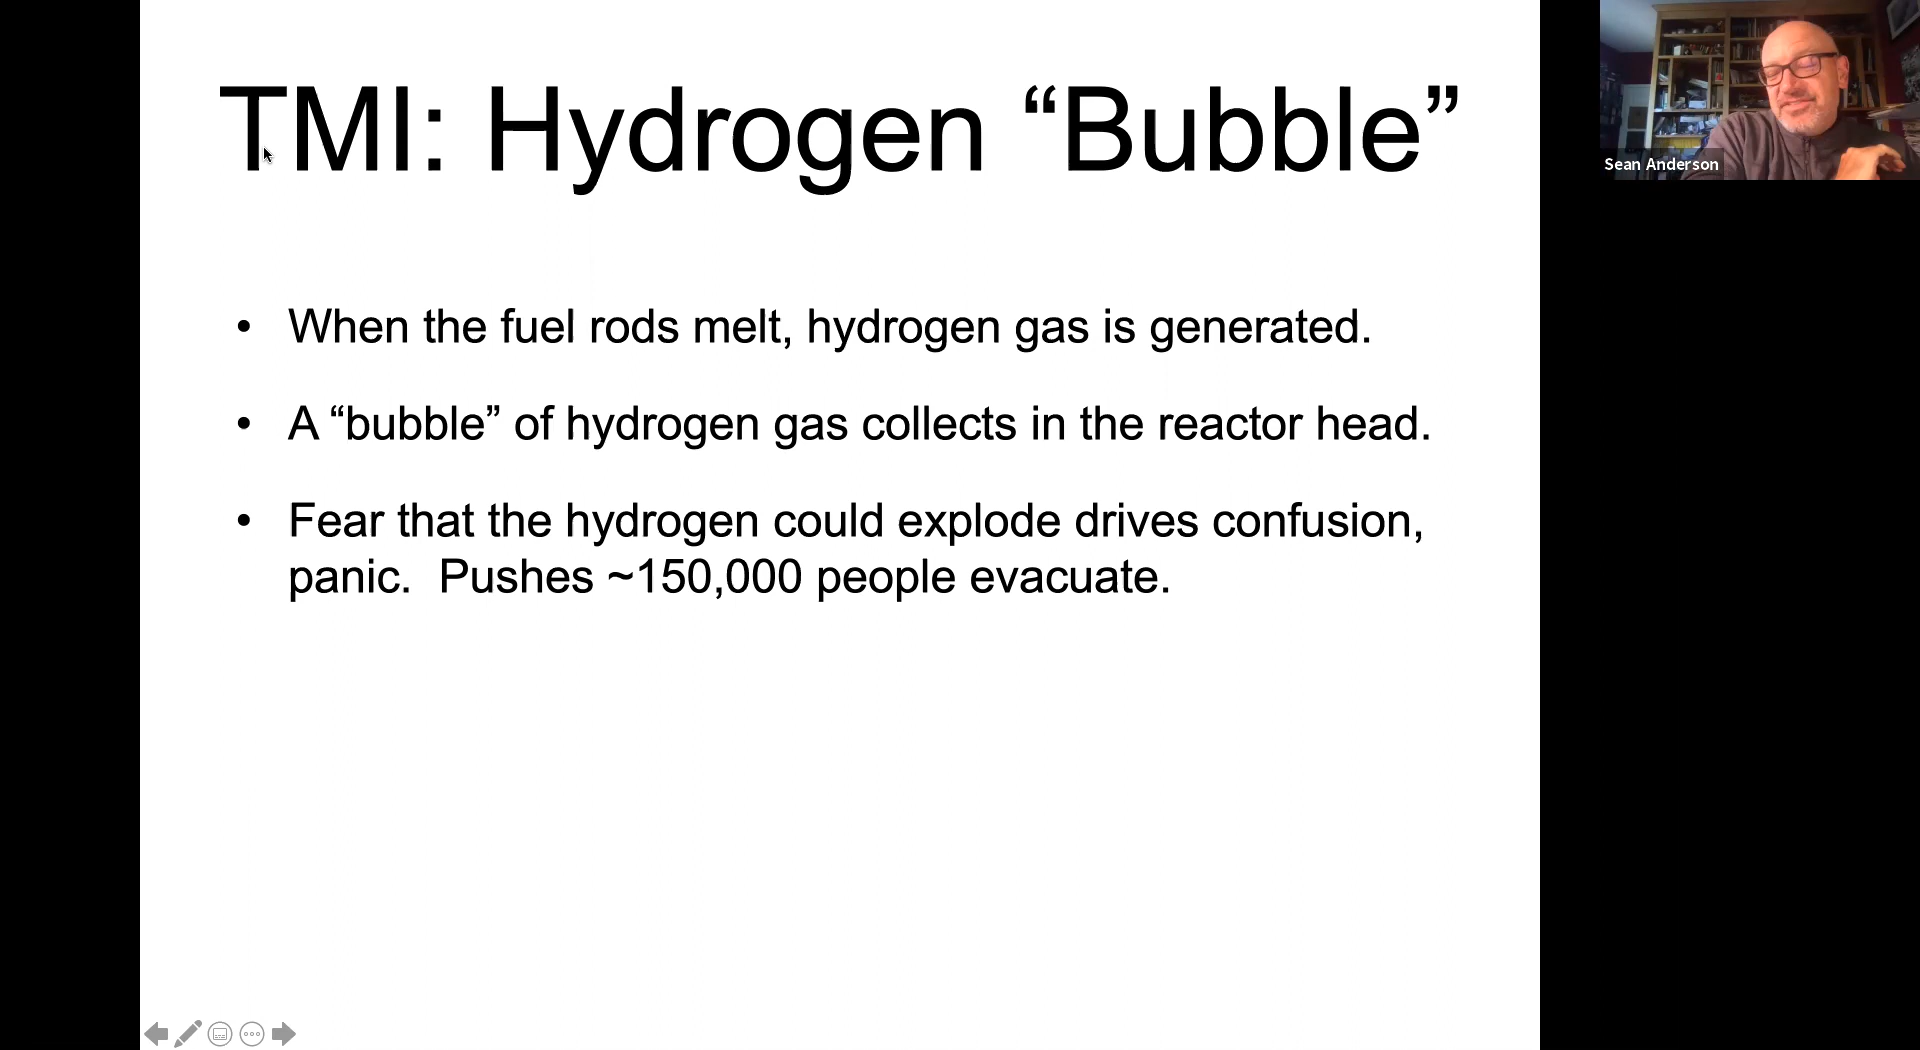 TMI: Hydrogen “Bubble”
• When the fuel rods melt, hydrogen gas is generated.
• A “bubble” of hydrogen gas collects in the reactor head.
• Fear that the hydrogen could explode drives confusion,
panic.  Pushes ~150,000 people evacuate.
Sean Anderson